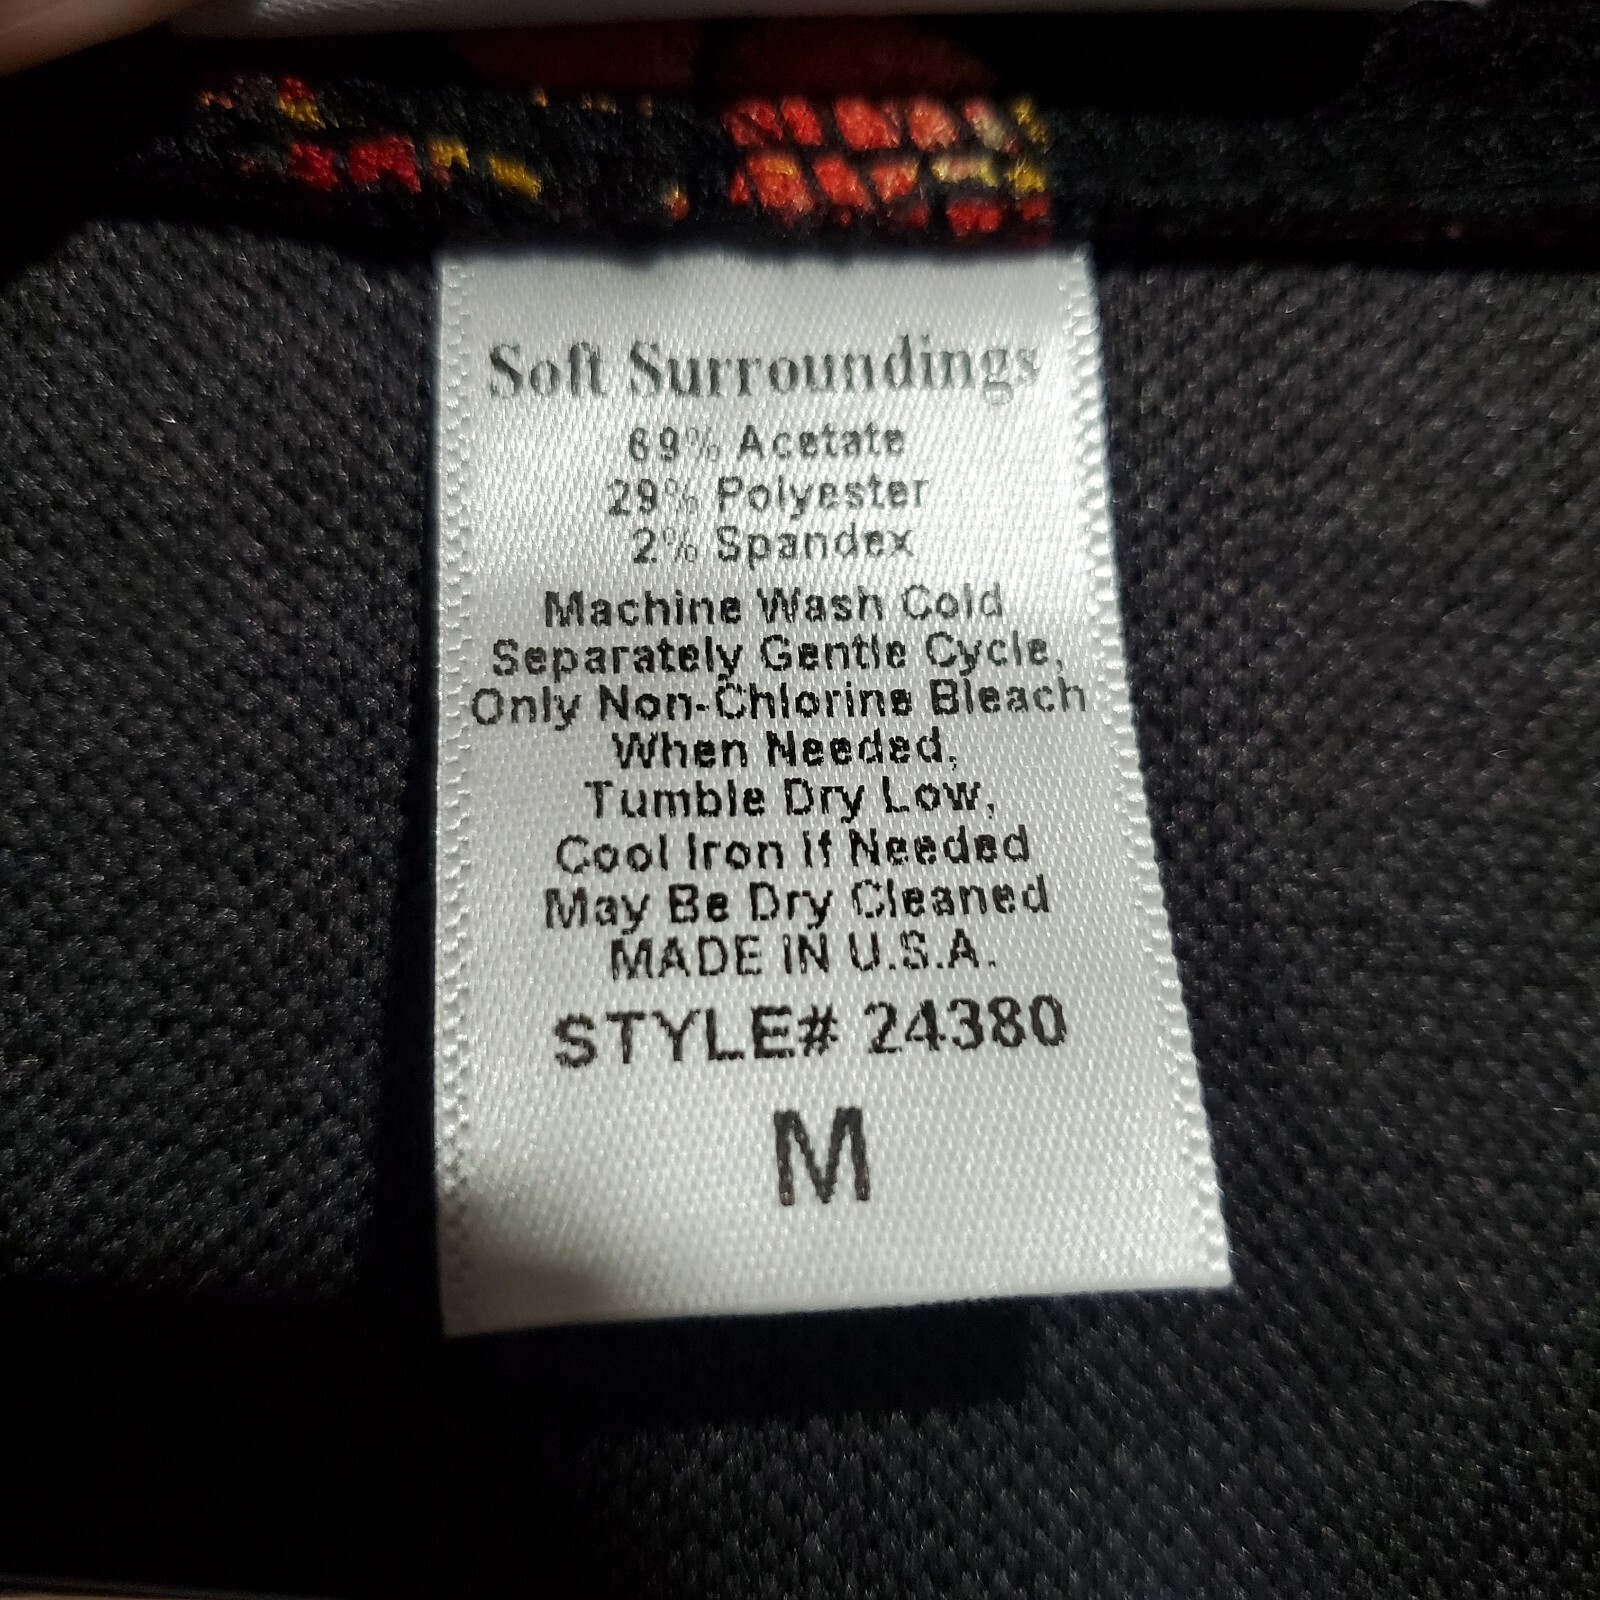 Soft Surroundings
69% Acetate
29% Polyester
2% Spandex
Machine Wash Cold
Separately Gentle Cycle,
Only Non-Chlorine Bleach
When Needed,
Tumble Dry Low,
Cool Iron If Needed
May Be Dry Cleaned
MADE IN U.S.A.
STYLE# 24380
M